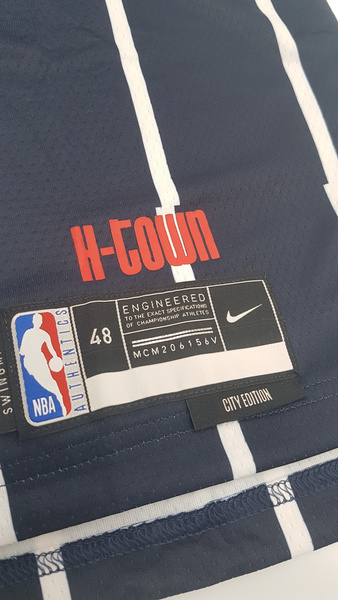 H-town
NBA
AUTHENTICS
48
ENGINEERED
TO THE EXACT SPECIFICATIONS
OF CHAMPIONSHIP ATHLETES
MCM206156V
CITY EDITION